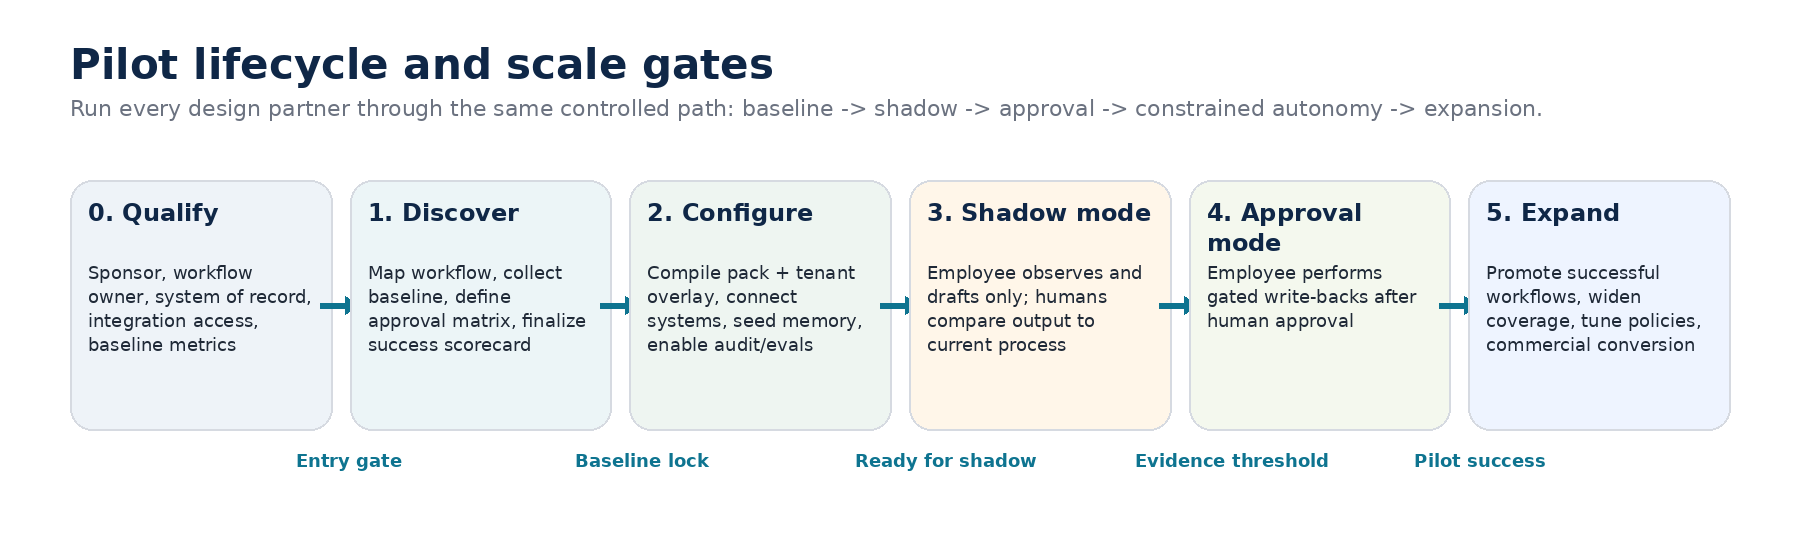 Pilot lifecycle and scale gates
Run every design partner through the same controlled path: baseline -> shadow -> approval -> constrained autonomy -> expansion.
0. Qualify
Sponsor, workflow
owner, system of record,
integration access,
baseline metrics
1. Discover
Map workflow, collect
baseline, define
approval matrix, finalize
success scorecard
2. Configure
Compile pack + tenant
overlay, connect
systems, seed memory,
enable audit/evals
3. Shadow mode
Employee observes and
drafts only; humans
compare output to
current process
4. Approval
mode
Employee performs
gated write-backs after
human approval
5. Expand
Promote successful
workflows, widen
coverage, tune policies,
commercial conversion
Entry gate
Baseline lock
Ready for shadow
Evidence threshold
Pilot success